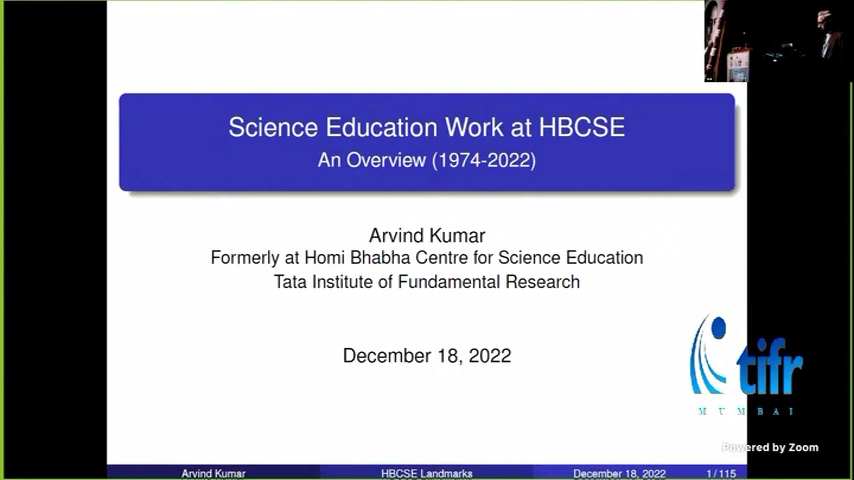 Science Education Work at HBCSE
An Overview (1974-2022)
Arvind Kumar
Formerly at Homi Bhabha Centre for Science Education
Tata Institute of Fundamental Research
December 18, 2022
tifr
MUMBAI
Powered by Zoom
Arvind Kumar HBCSE Landmarks December 18, 2022 1 / 115